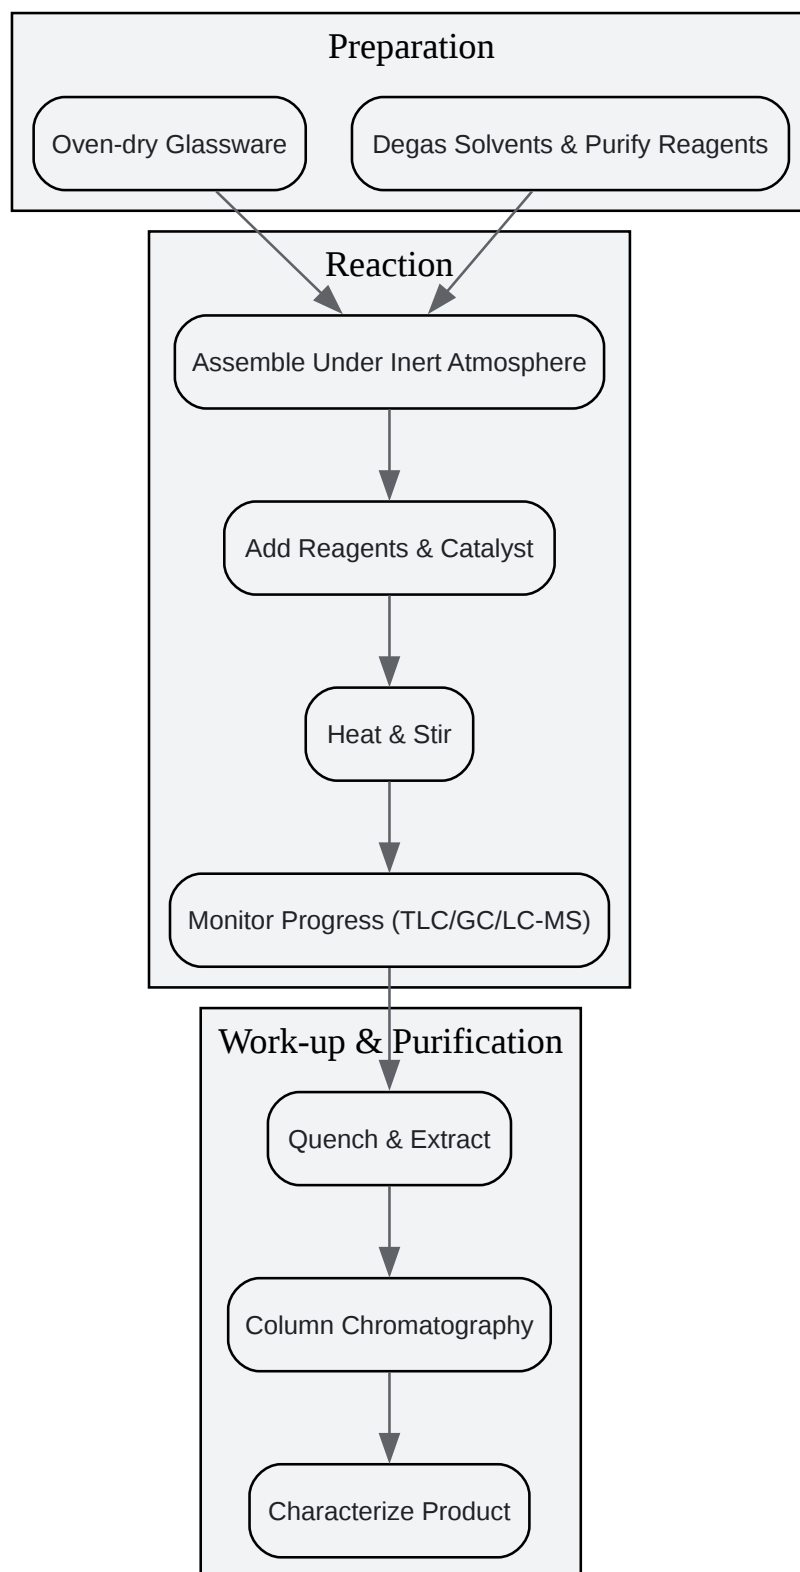 Preparation
Oven-dry Glassware
Degas Solvents & Purify Reagents
Reaction
Assemble Under Inert Atmosphere
Add Reagents & Catalyst
Heat & Stir
Monitor Progress (TLC/GC/LC-MS)
Work-up & Purification
Quench & Extract
Column Chromatography
Characterize Product